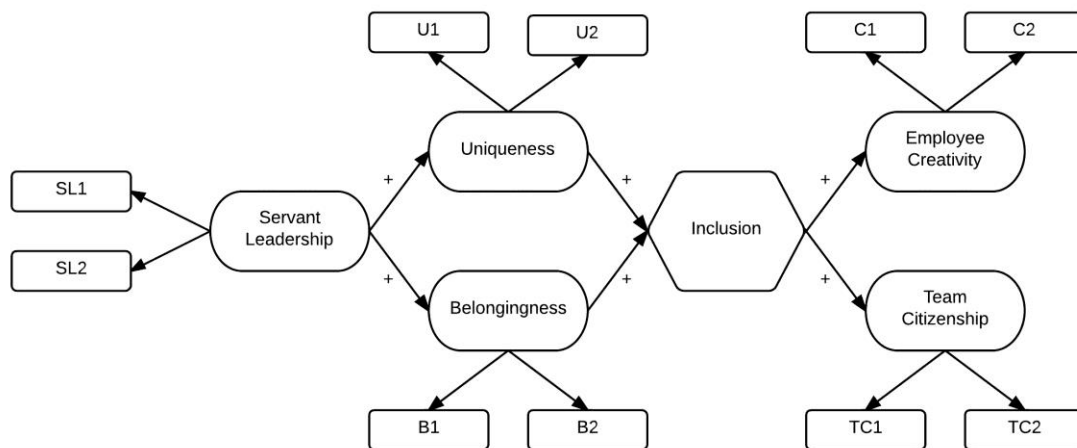 U1
U2
C1
C2
Uniqueness
Employee
Creativity
+
+
+
SL1
Servant
Leadership
Inclusion
SL2
+
+
+
Belongingness
Team
Citizenship
B1
B2
TC1
TC2